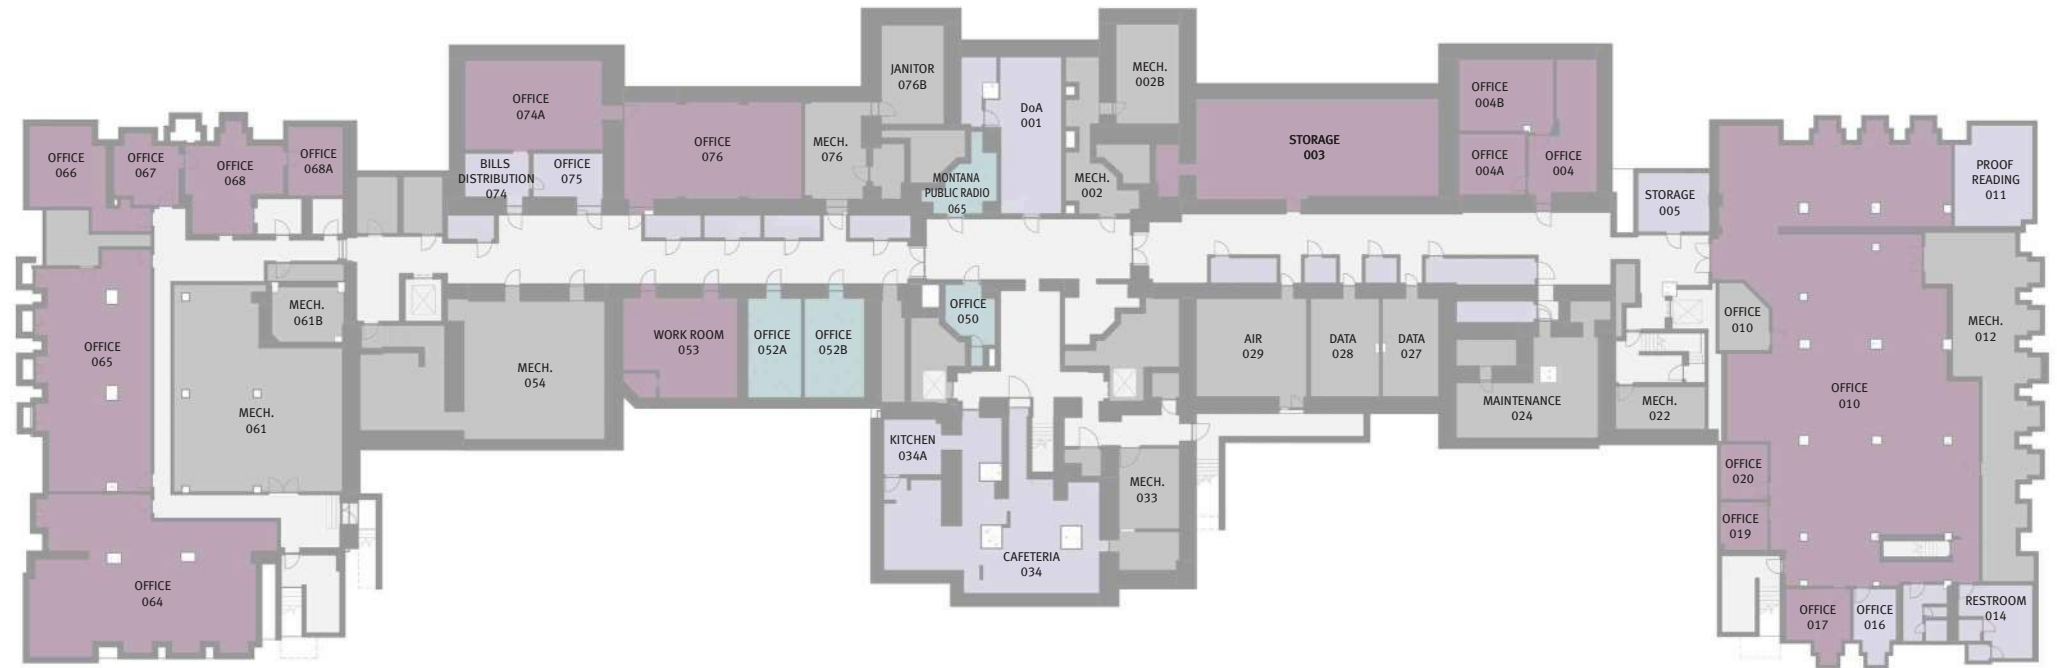 OFFICE
066
OFFICE
067
OFFICE
068
OFFICE
068A
OFFICE
074A
BILLS
DISTRIBUTION
074
OFFICE
075
OFFICE
076
MECH.
076
JANITOR
076B
MONTANA
PUBLIC RADIO
065
DoA
001
MECH.
002
MECH.
002B
STORAGE
003
OFFICE
004B
OFFICE
004A
OFFICE
004
STORAGE
005
PROOF
READING
011
OFFICE
065
MECH.
061B
MECH.
061
MECH.
054
WORK ROOM
053
OFFICE
052A
OFFICE
052B
OFFICE
050
AIR
029
DATA
028
DATA
027
MAINTENANCE
024
MECH.
022
OFFICE
010
OFFICE
010
MECH.
012
KITCHEN
034A
MECH.
033
CAFETERIA
034
OFFICE
020
OFFICE
019
OFFICE
064
OFFICE
017
OFFICE
016
RESTROOM
014